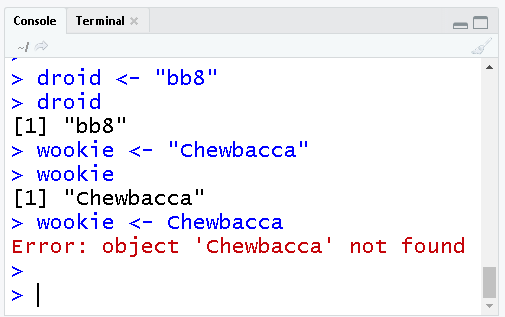 Console Terminal
~/
>
> droid <- "bb8"
> droid
[1] "bb8"
> wookie <- "Chewbacca"
> wookie
[1] "Chewbacca"
> wookie <- Chewbacca
Error: object 'Chewbacca' not found
>
>